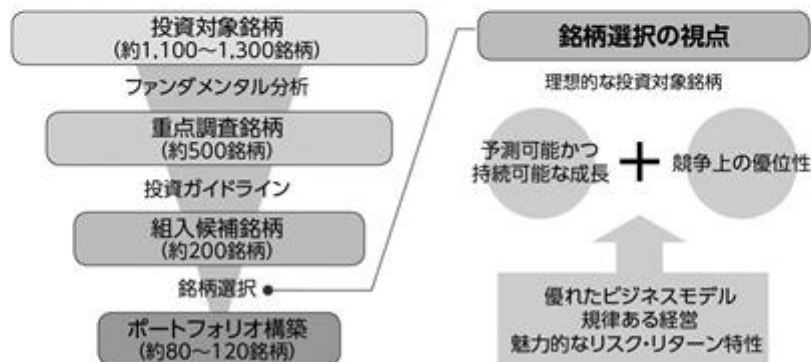 投資対象銘柄
(約1,100〜1,300銘柄)
ファンダメンタル分析
重点調査銘柄
(約500銘柄)
投資ガイドライン
組入候補銘柄
(約200銘柄)
銘柄選択
ポートフォリオ構築
(約80〜120銘柄)
銘柄選択の視点
理想的な投資対象銘柄
予測可能かつ
持続可能な成長
+
競争上の優位性
優れたビジネスモデル
規律ある経営
魅力的なリスク・リターン特性